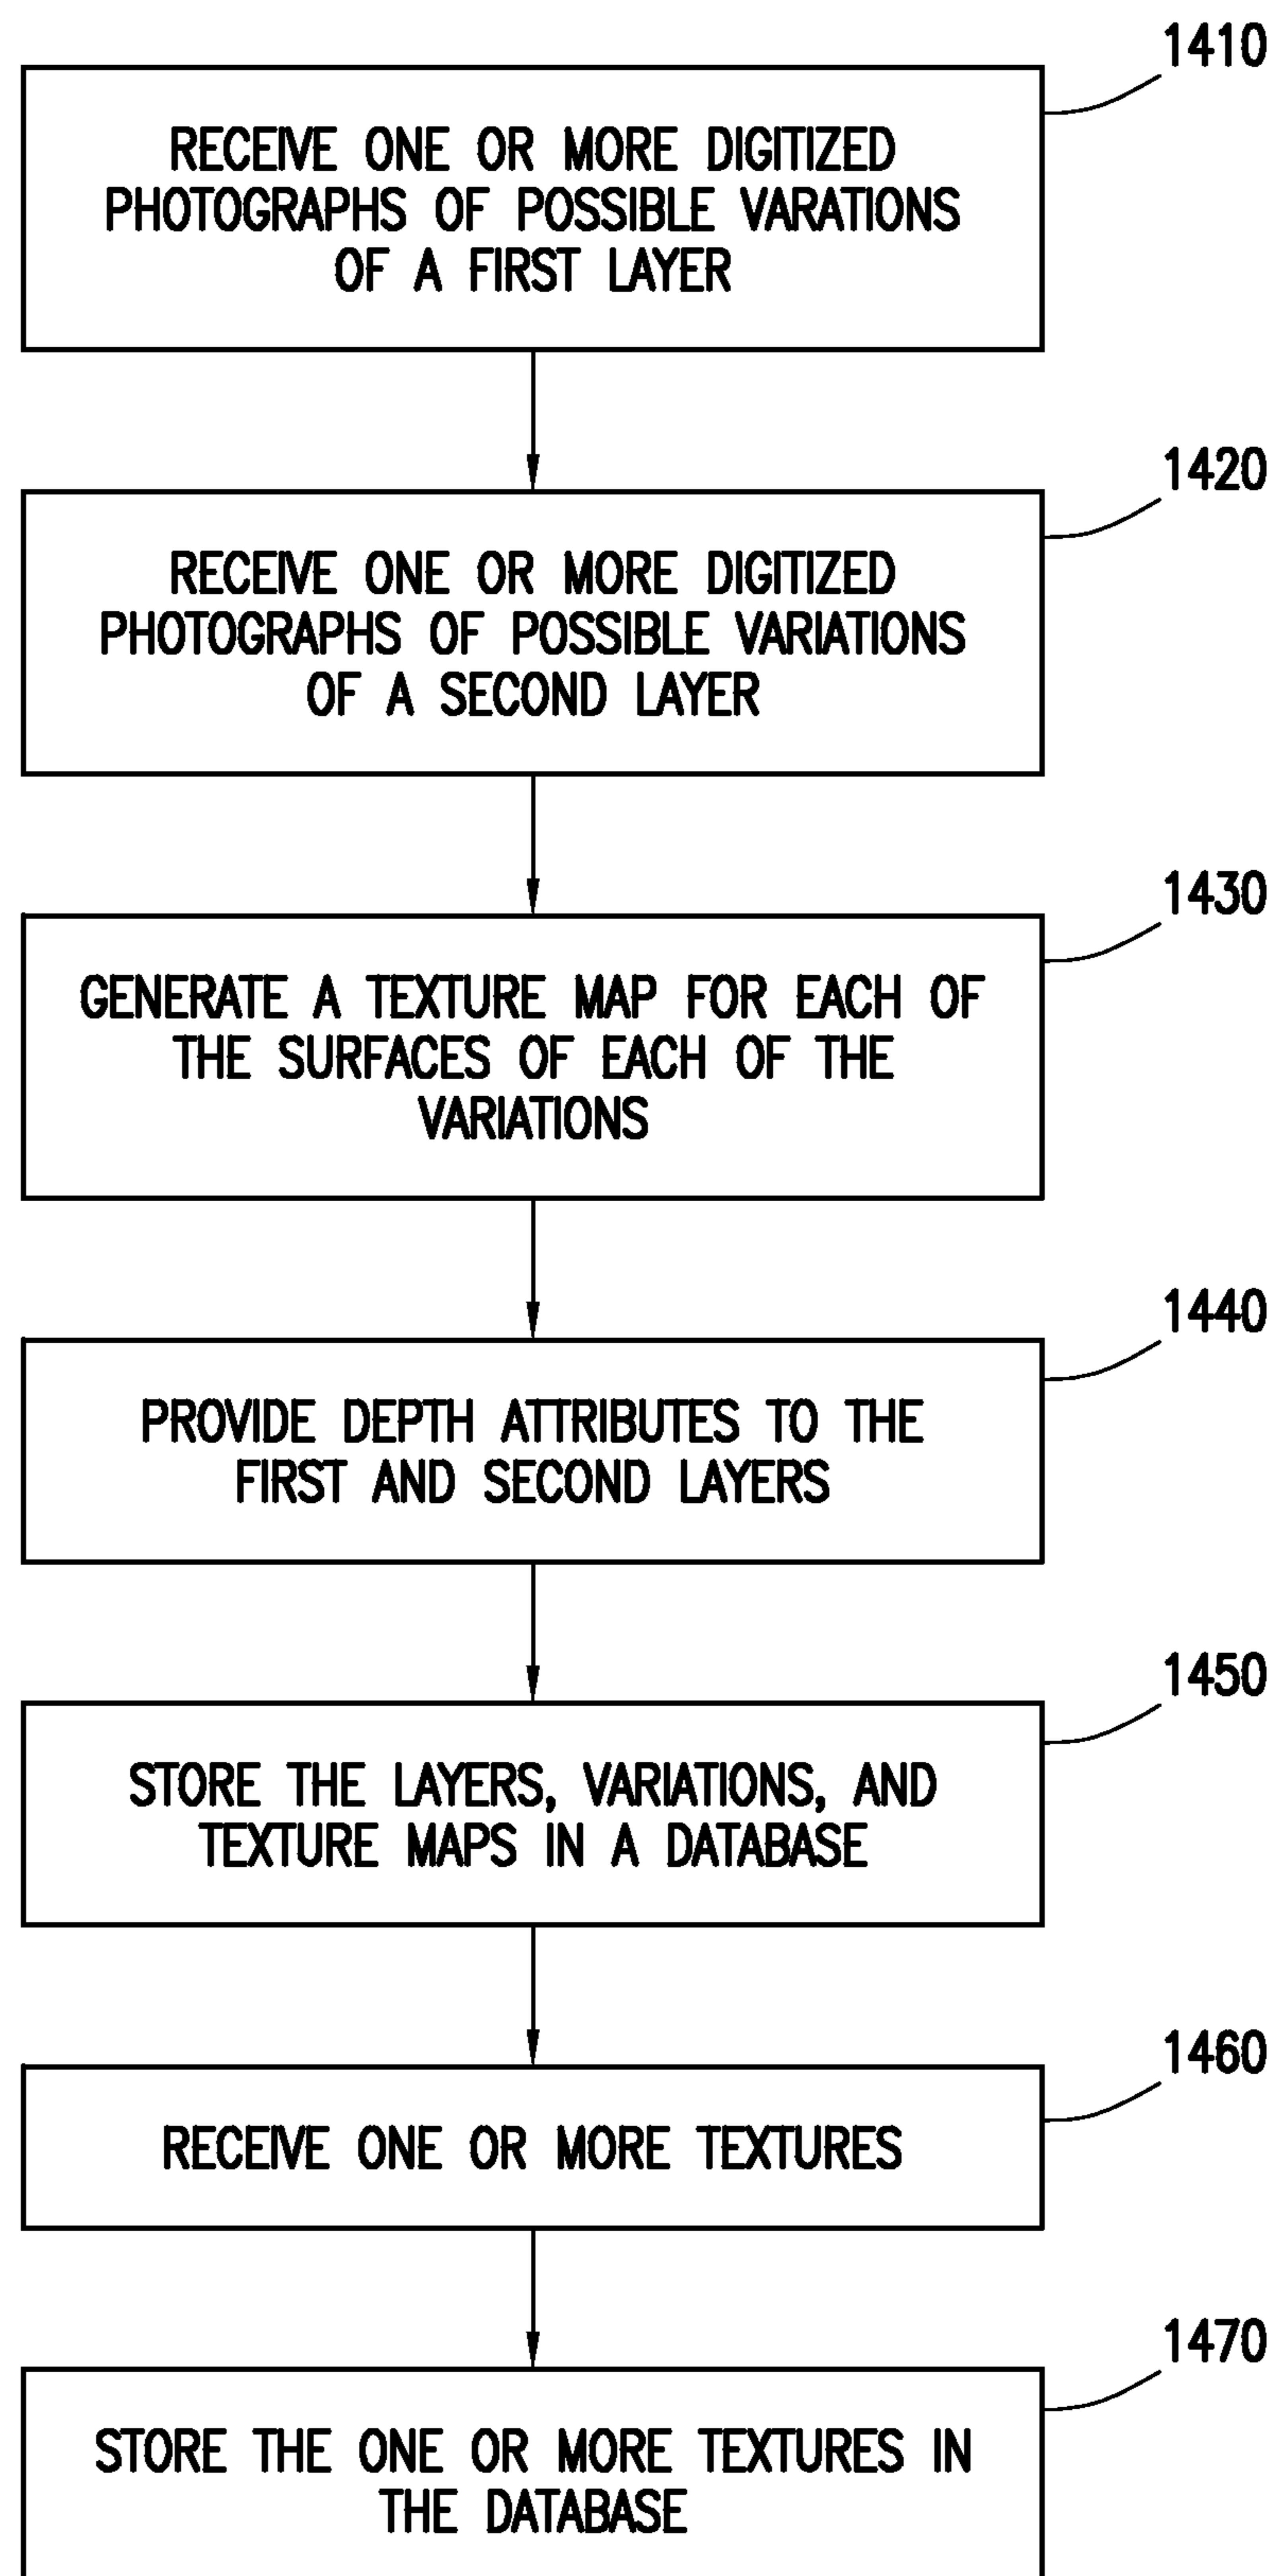 1410
RECEIVE ONE OR MORE DIGITIZED
PHOTOGRAPHS OF POSSIBLE VARATIONS
OF A FIRST LAYER
1420
RECEIVE ONE OR MORE DIGITIZED
PHOTOGRAPHS OF POSSIBLE VARIATIONS
OF A SECOND LAYER
1430
GENERATE A TEXTURE MAP FOR EACH OF
THE SURFACES OF EACH OF THE
VARIATIONS
1440
PROVIDE DEPTH ATTRIBUTES TO THE
FIRST AND SECOND LAYERS
1450
STORE THE LAYERS, VARIATIONS, AND
TEXTURE MAPS IN A DATABASE
1460
RECEIVE ONE OR MORE TEXTURES
1470
STORE THE ONE OR MORE TEXTURES IN
THE DATABASE